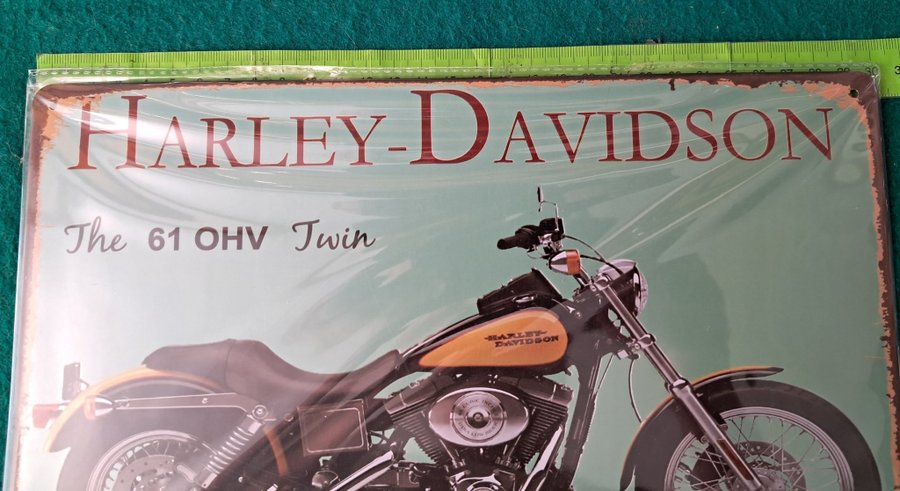 HARLEY-DAVIDSON
The 61 OHV Twin
HARLEY-
DAVIDSON